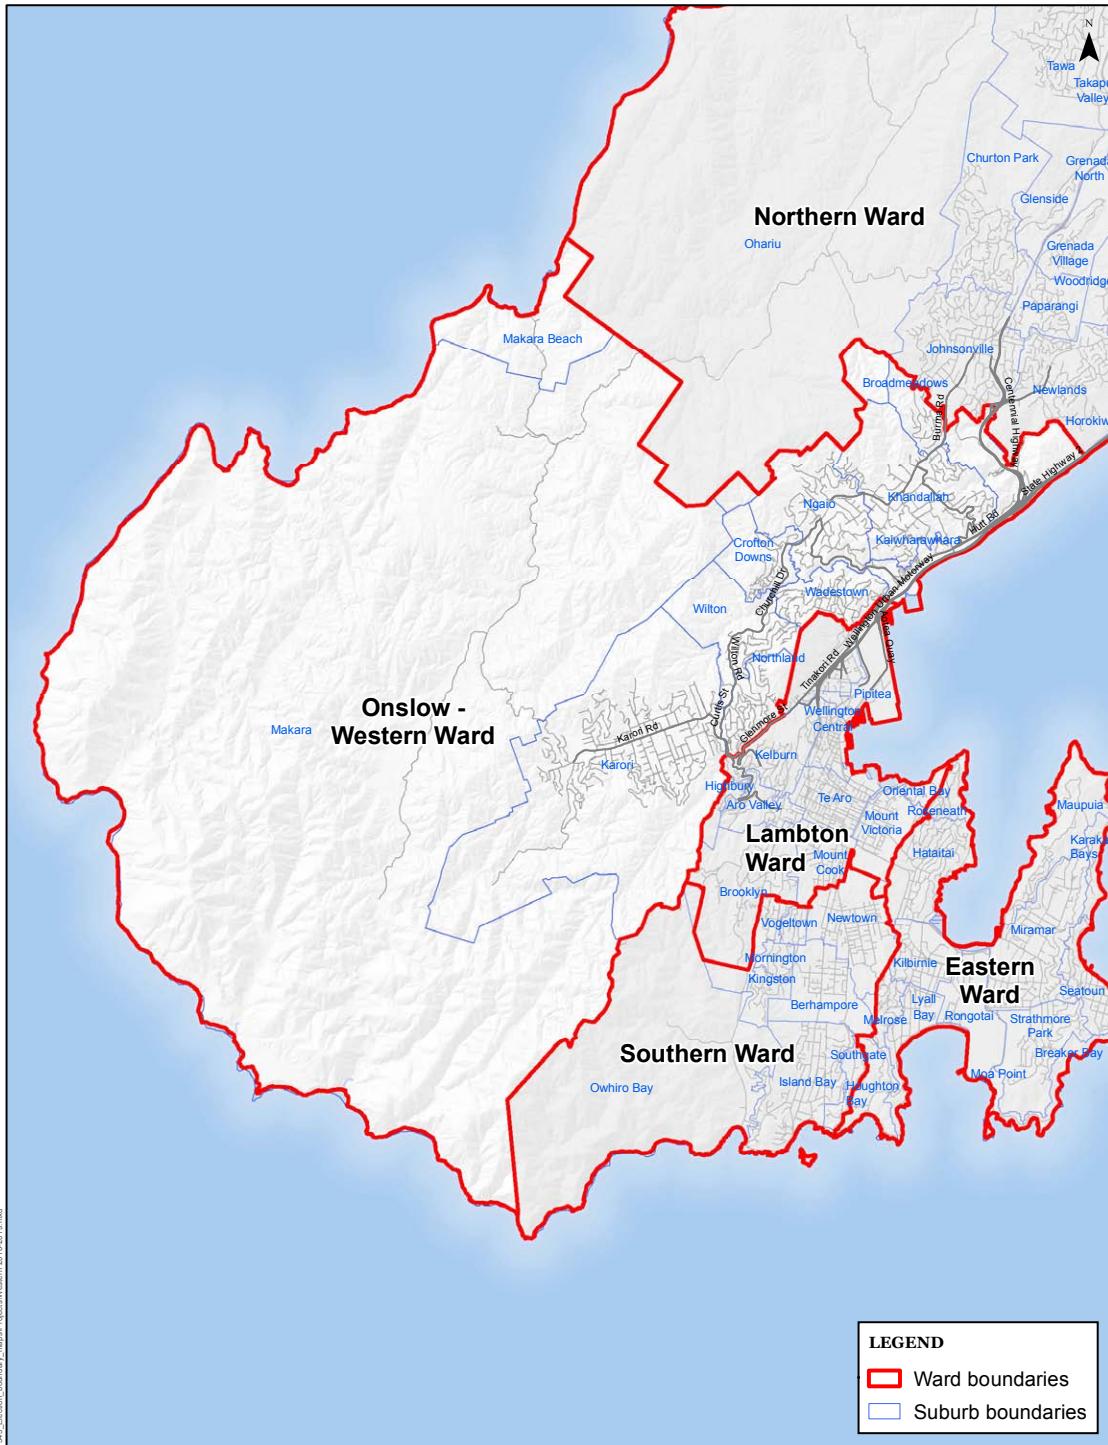 N
Tawa
Takapu
Valley
Churton Park
Grenada
North
Glenside
Northern Ward
Ohariu
Grenada
Village
Woodridge
Paparangi
Makara Beach
Johnsonville
Broadmeadows
Newlands
Centennial Highway
Burma Rd
Horokiw
State Highway
Ngaio
Khandallah
Hutt Rd
Crofton
Downs
Kaiwharawhara
Churchill Dr
Wadestown
Wellington Urban Motorway
Wilton
Aotea Quay
Wilton Rd
Northland
Tinakori Rd
Pipitea
Onslow -
Western Ward
Curtis St
Glenmore St
Wellington
Central
Makara
Karori Rd
Karori
Kelburn
Highbury
Aro Valley
Te Aro
Oriental Bay
Roseneath
Maupuia
Mount
Victoria
Lambton
Ward
Hataitai
Karaka
Bays
Mount
Cook
Brooklyn
Vogeltown
Newtown
Miramar
Mornington
Kilbirnie
Eastern
Ward
Kingston
Seatoun
Berhampore
Lyall
Bay
Rongotai
Melrose
Strathmore
Park
Southern Ward
Southgate
Breaker Bay
Moa Point
Owhiro Bay
Island Bay
Houghton
Bay
LEGEND
Ward boundaries
Suburb boundaries